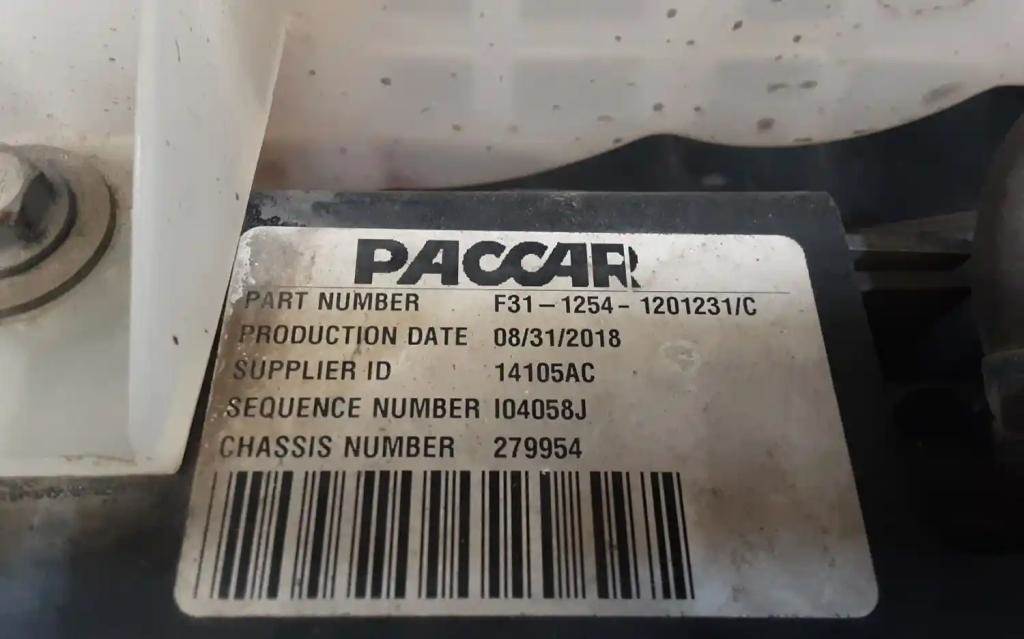 PACCAR
PART NUMBER F31-1254-1201231/C
PRODUCTION DATE 08/31/2018
SUPPLIER ID 14105AC
SEQUENCE NUMBER I04058J
CHASSIS NUMBER 279954